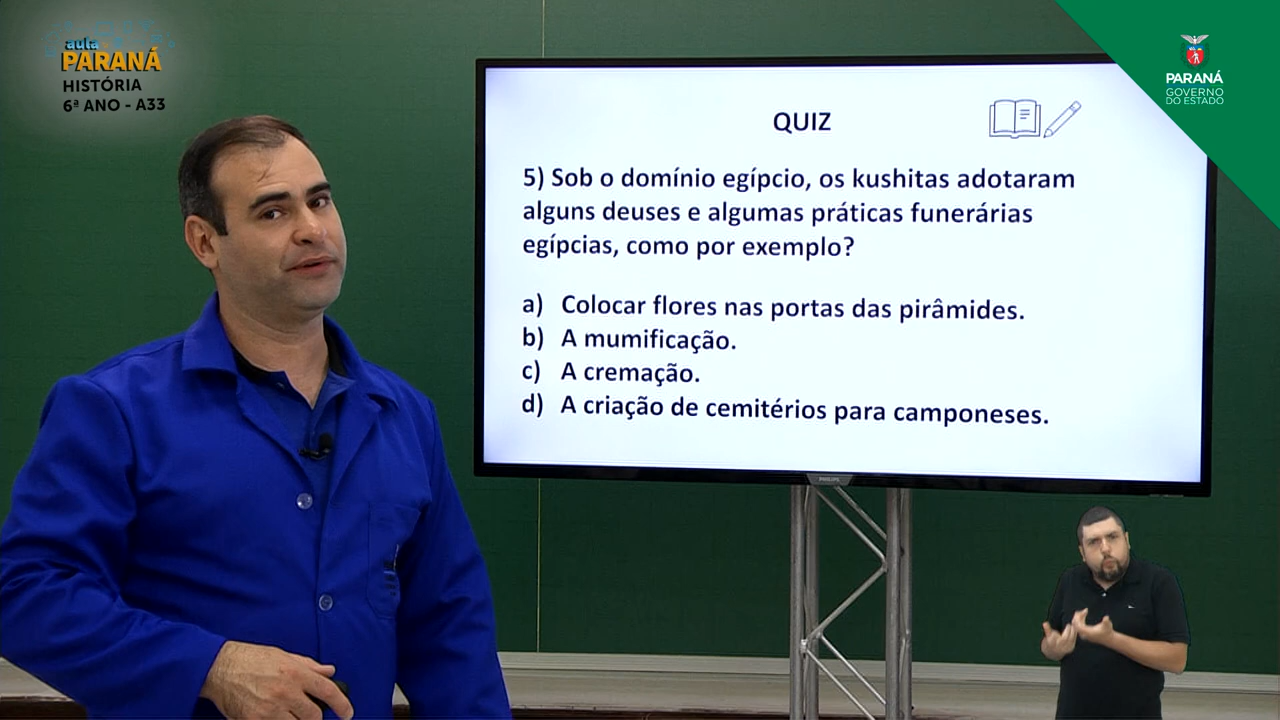 aula
PARANÁ
HISTÓRIA
6º ANO - A33
PARANÁ
GOVERNO
DO ESTADO
QUIZ
5) Sob o domínio egípcio, os kushitas adotaram
alguns deuses e algumas práticas funerárias
egípcias, como por exemplo?
a) Colocar flores nas portas das pirâmides.
b) A mumificação.
c) A cremação.
d) A criação de cemitérios para camponeses.
PHILIPS